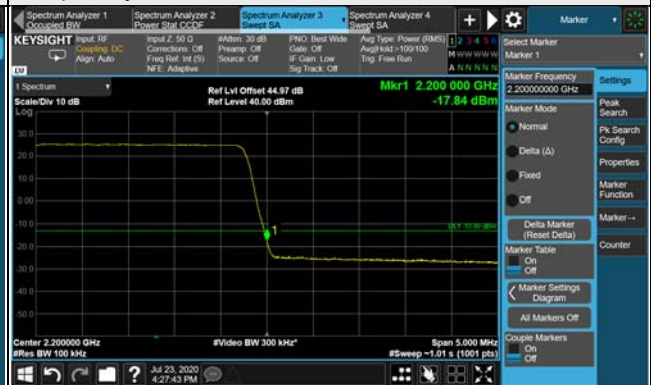 Spectrum Analyzer 1
Occupied BW
Spectrum Analyzer 2
Power Stat CCDF
Spectrum Analyzer 3
Swept SA
Spectrum Analyzer 4
Swept SA
Marker
KEYSIGHT
Input: RF
Coupling: DC
Align: Auto
Input Z: 50 Ω
Corrections: Off
Freq Ref: Int (S)
NFE: Adaptive
#Atten: 30 dB
Preamp: Off
Source: Off
PNO: Best Wide
Gate: Off
IF Gain: Low
Sig Track: Off
Avg Type: Power (RMS)
Avg|Hold:>100/100
Trig: Free Run
1 2 3 4 5 6
M W W W W W
A N N N N N
LV
Select Marker
Marker 1
1 Spectrum
Scale/Div 10 dB
Log
Ref Lvl Offset 44.97 dB
Ref Level 40.00 dBm
Mkr1 2.200 000 GHz
-17.84 dBm
30.0
20.0
10.0
0.00
-10.0
-20.0
-30.0
-40.0
-50.0
1
Center 2.200000 GHz
#Res BW 100 kHz
#Video BW 300 kHz*
Span 5.000 MHz
#Sweep ~1.01 s (1001 pts)
Marker Frequency
2.200000000 GHz
Marker Mode
Normal
Delta (Δ)
Fixed
Off
Delta Marker
(Reset Delta)
Marker Table
On
Off
Marker Settings
Diagram
All Markers Off
Couple Markers
On
Off
Settings
Peak
Search
Pk Search
Config
Properties
Marker
Function
Marker→
Counter
Jul 23, 2020
4:27:43 PM